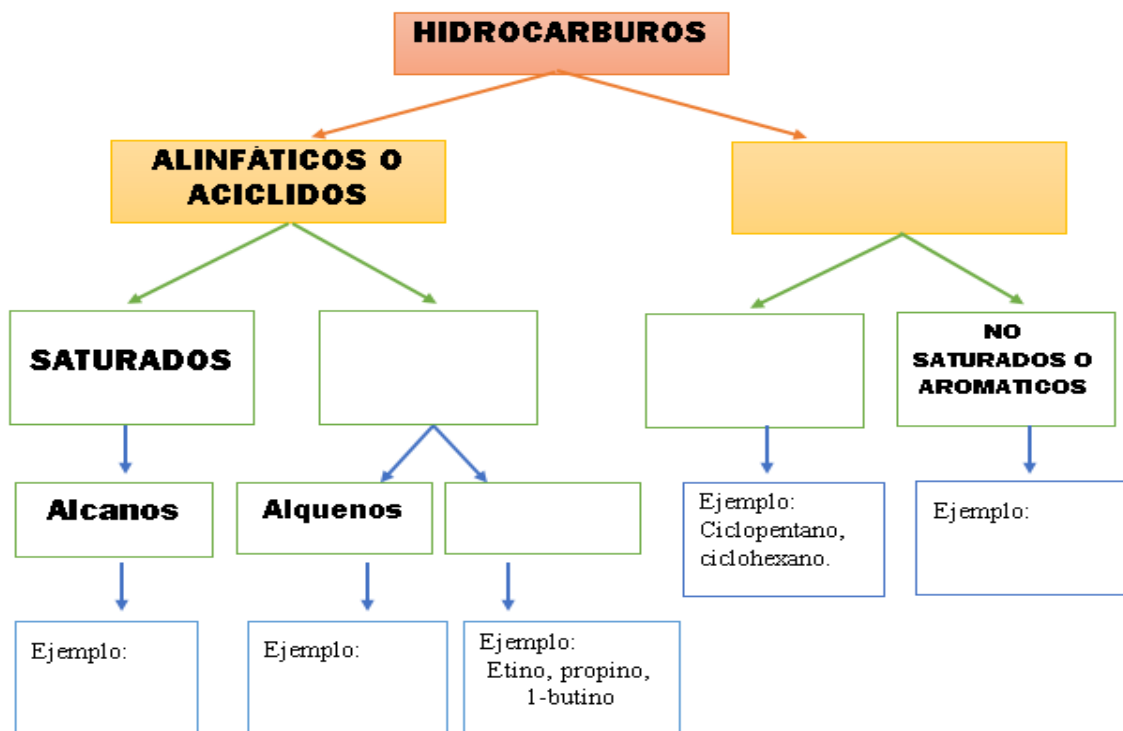 HIDROCARBUROS
ALINFÁTICOS O
ACICLIDOS
SATURADOS
NO
SATURADOS O
AROMATICOS
Alcanos
Alquenos
Ejemplo:
Ciclopentano,
ciclohexano.
Ejemplo:
Ejemplo:
Ejemplo:
Ejemplo:
Etino, propino,
1-butino